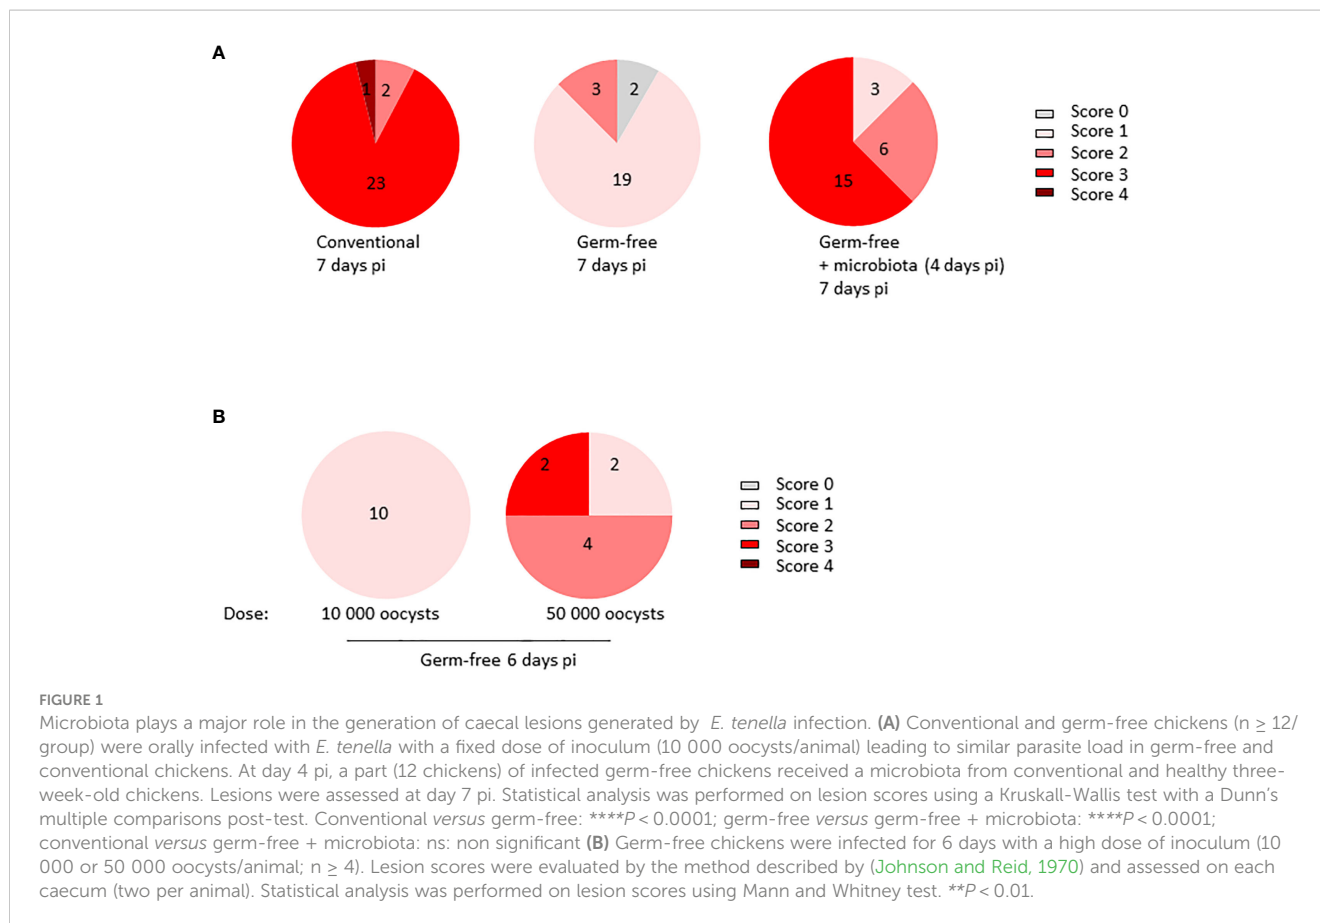 A
1
2
23
Conventional
7 days pi
3
2
19
Germ-free
7 days pi
3
6
15
Germ-free
+ microbiota (4 days pi)
7 days pi
Score 0
Score 1
Score 2
Score 3
Score 4
B
10
2
2
4
Score 0
Score 1
Score 2
Score 3
Score 4
Dose:
10 000 oocysts
50 000 oocysts
Germ-free 6 days pi
FIGURE 1
Microbiota plays a major role in the generation of caecal lesions generated by E. tenella infection. (A) Conventional and germ-free chickens (n ≥ 12/
group) were orally infected with E. tenella with a fixed dose of inoculum (10 000 oocysts/animal) leading to similar parasite load in germ-free and
conventional chickens. At day 4 pi, a part (12 chickens) of infected germ-free chickens received a microbiota from conventional and healthy three-
week-old chickens. Lesions were assessed at day 7 pi. Statistical analysis was performed on lesion scores using a Kruskall-Wallis test with a Dunn's
multiple comparisons post-test. Conventional versus germ-free: ****P < 0.0001; germ-free versus germ-free + microbiota: ****P < 0.0001;
conventional versus germ-free + microbiota: ns: non significant (B) Germ-free chickens were infected for 6 days with a high dose of inoculum (10
000 or 50 000 oocysts/animal; n ≥ 4). Lesion scores were evaluated by the method described by (Johnson and Reid, 1970) and assessed on each
caecum (two per animal). Statistical analysis was performed on lesion scores using Mann and Whitney test. **P < 0.01.